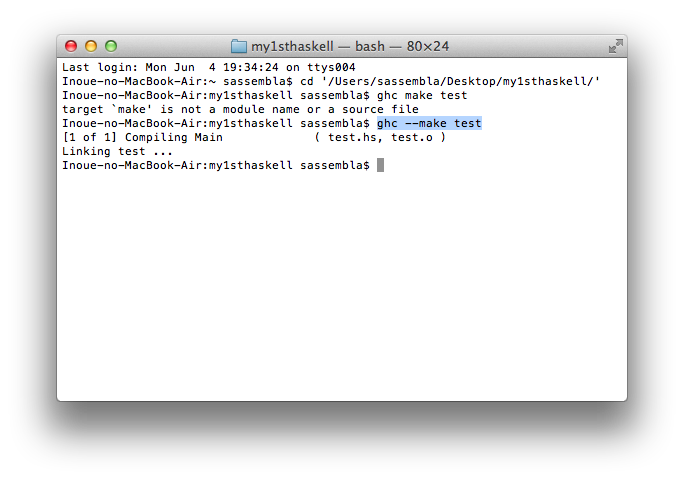 my1sthaskell — bash — 80×24
Last login: Mon Jun  4 19:34:24 on ttys004
Inoue-no-MacBook-Air:~ sassembla$ cd '/Users/sassembla/Desktop/my1sthaskell/'
Inoue-no-MacBook-Air:my1sthaskell sassembla$ ghc make test
target `make' is not a module name or a source file
Inoue-no-MacBook-Air:my1sthaskell sassembla$ ghc --make test
[1 of 1] Compiling Main             ( test.hs, test.o )
Linking test ...
Inoue-no-MacBook-Air:my1sthaskell sassembla$